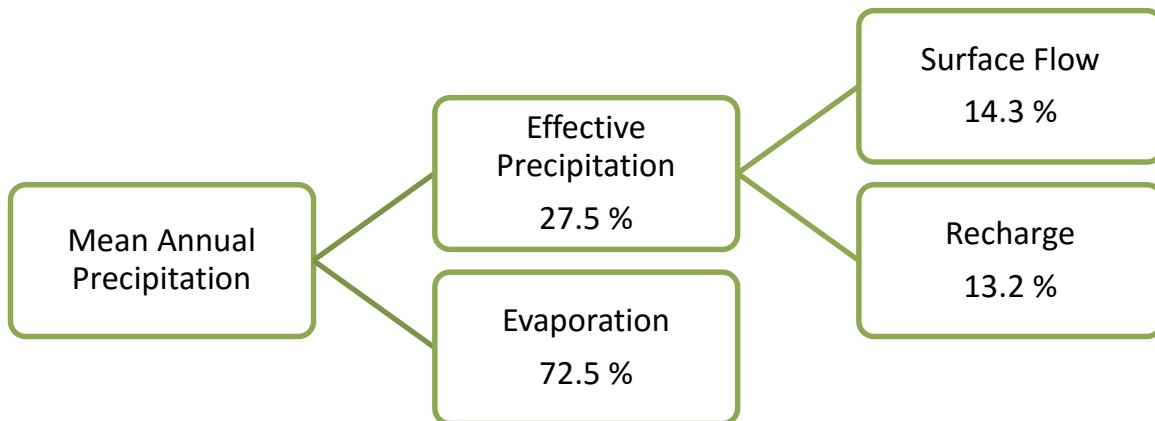 Mean Annual
Precipitation
Effective
Precipitation
27.5 %
Evaporation
72.5 %
Surface Flow
14.3 %
Recharge
13.2 %